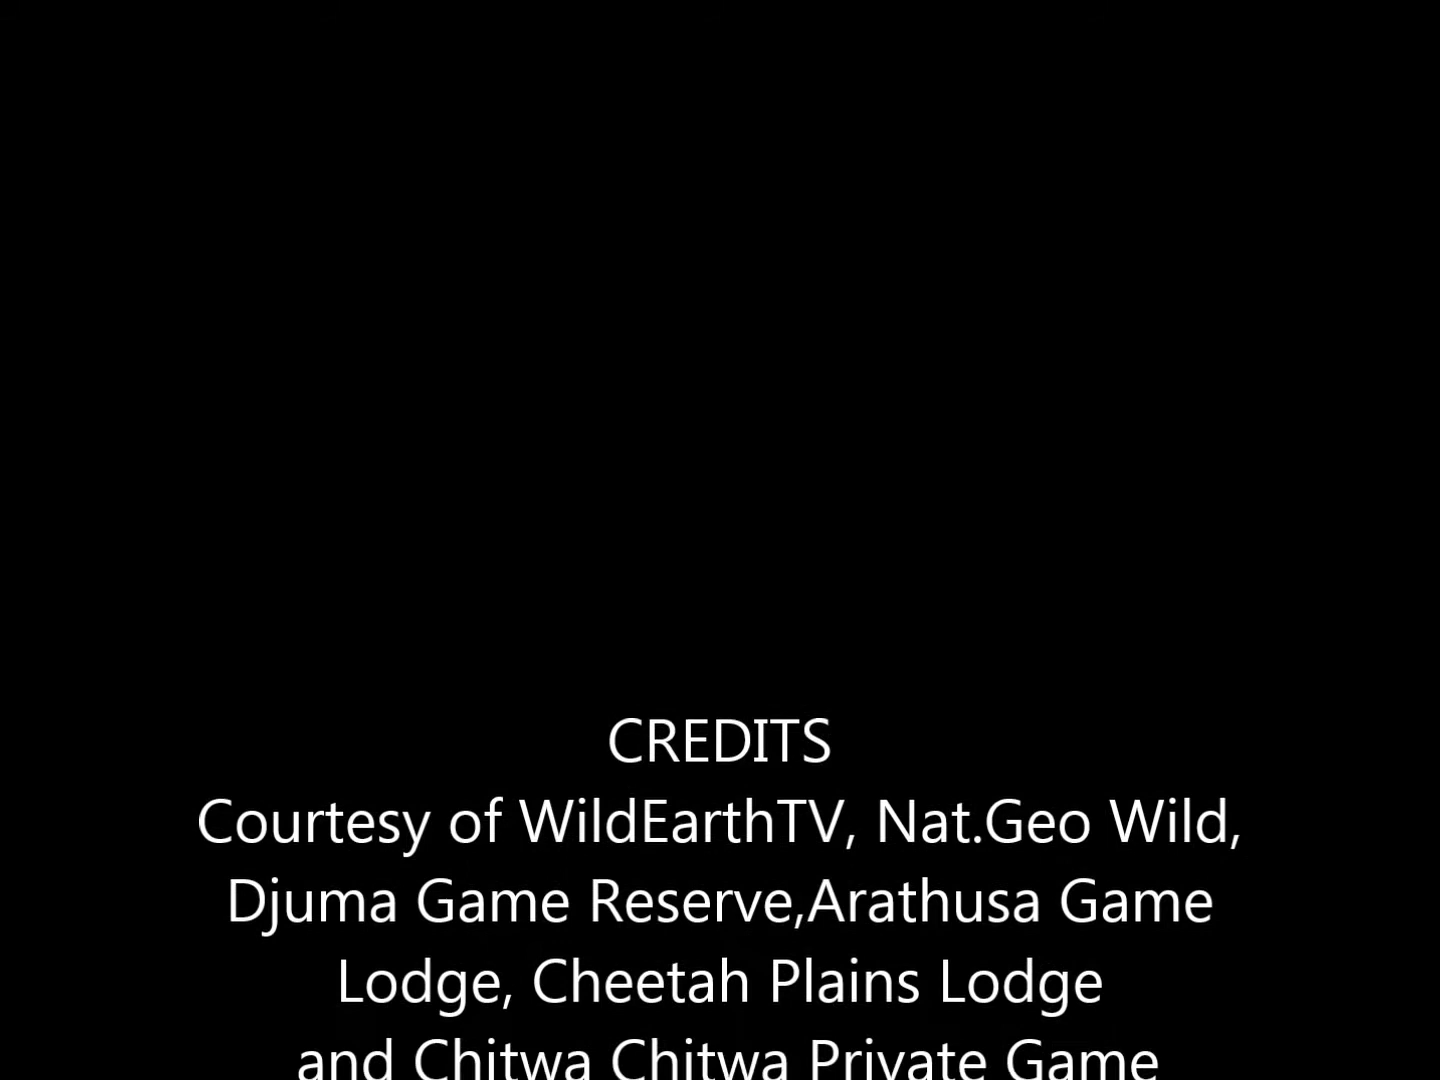 CREDITS
Courtesy of WildEarthTV, Nat.Geo Wild,
Djuma Game Reserve,Arathusa Game
Lodge, Cheetah Plains Lodge
and Chitwa Chitwa Private Game